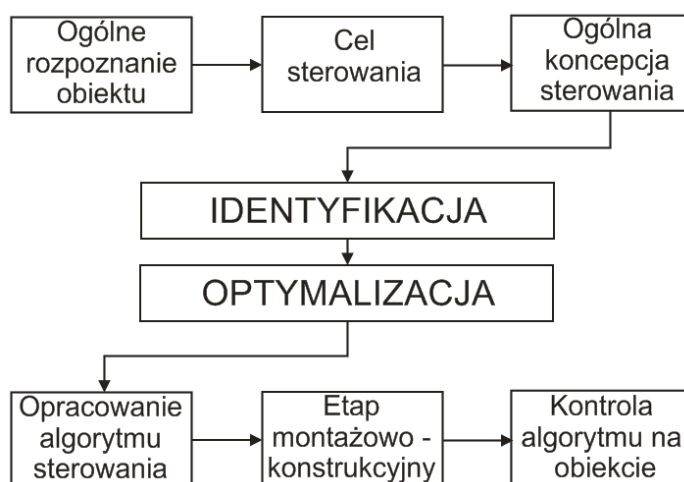 Ogólne
rozpoznanie
obiektu
Cel
sterowania
Ogólna
koncepcja
sterowania
IDENTYFIKACJA
OPTYMALIZACJA
Opracowanie
algorytmu
sterowania
Etap
montażowo -
konstrukcyjny
Kontrola
algorytmu na
obiekcie